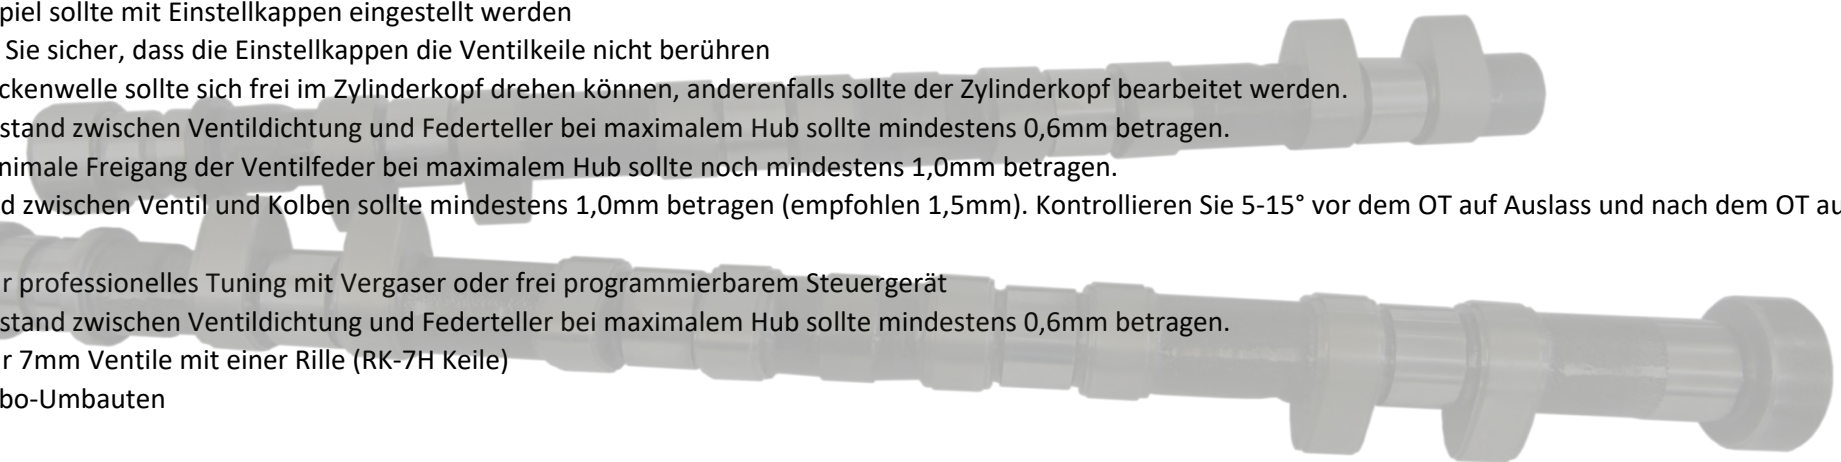 piel sollte mit Einstellkappen eingestellt werden
Sie sicher, dass die Einstellkappen die Ventilkeile nicht berühren
ckenwelle sollte sich frei im Zylinderkopf drehen können, anderenfalls sollte der Zylinderkopf bearbeitet werden.
stand zwischen Ventildichtung und Federteller bei maximalem Hub sollte mindestens 0,6mm betragen.
nimale Freigang der Ventilfeder bei maximalem Hub sollte noch mindestens 1,0mm betragen.
d zwischen Ventil und Kolben sollte mindestens 1,0mm betragen (empfohlen 1,5mm). Kontrollieren Sie 5-15° vor dem OT auf Auslass und nach dem OT au
r professionelles Tuning mit Vergaser oder frei programmierbarem Steuergerät
stand zwischen Ventildichtung und Federteller bei maximalem Hub sollte mindestens 0,6mm betragen.
r 7mm Ventile mit einer Rille (RK-7H Keile)
bo-Umbauten